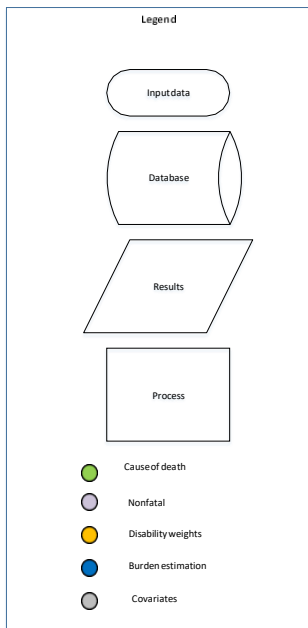 Legend
Input data
Database
Results
Process
Cause of death
Nonfatal
Disability weights
Burden estimation
Covariates